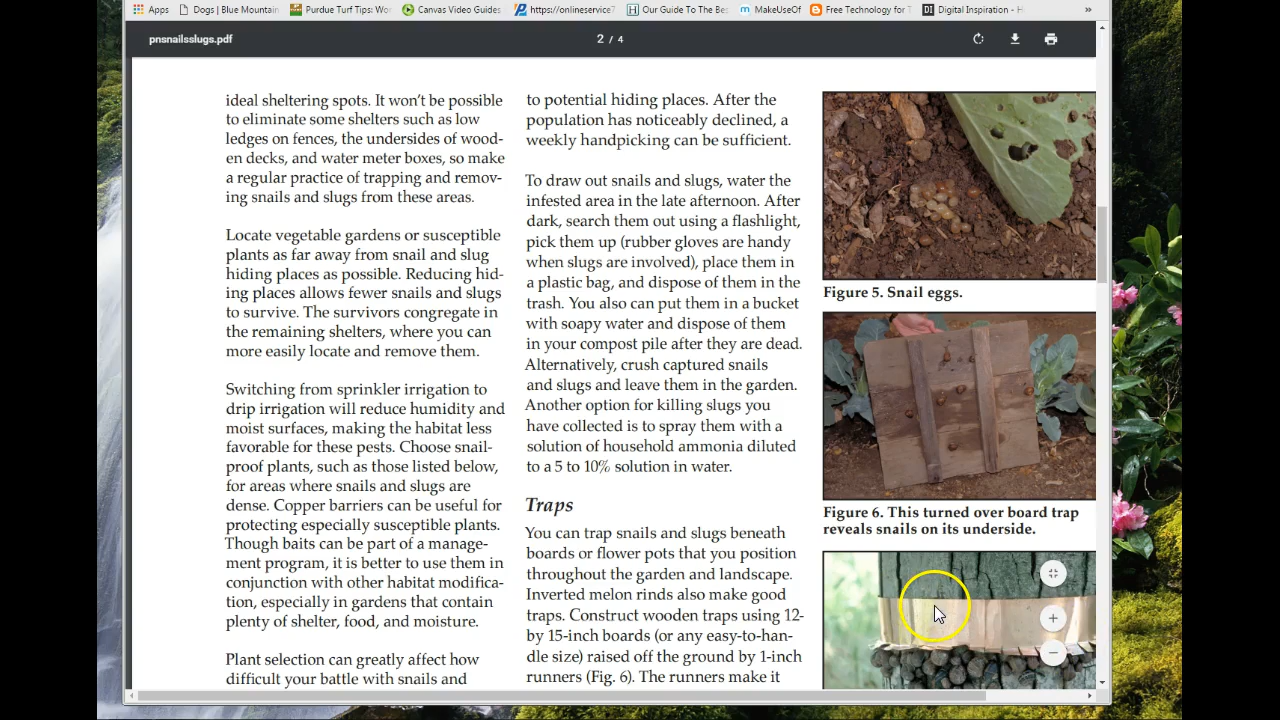 Apps Dogs | Blue Mountain Purdue Turf Tips: Canvas Video Guides https://onlineservice Our Guide To The Bes MakeUseOf Free Technology for T Digital Inspiration - »
pnsnailsslugs.pdf 2 / 4
ideal sheltering spots. It won't be possible
to eliminate some shelters such as low
ledges on fences, the undersides of wood-
en decks, and water meter boxes, so make
a regular practice of trapping and remov-
ing snails and slugs from these areas.
Locate vegetable gardens or susceptible
plants as far away from snail and slug
hiding places as possible. Reducing hid-
ing places allows fewer snails and slugs
to survive. The survivors congregate in
the remaining shelters, where you can
more easily locate and remove them.
Switching from sprinkler irrigation to
drip irrigation will reduce humidity and
moist surfaces, making the habitat less
favorable for these pests. Choose snail-
proof plants, such as those listed below,
for areas where snails and slugs are
dense. Copper barriers can be useful for
protecting especially susceptible plants.
Though baits can be part of a manage-
ment program, it is better to use them in
conjunction with other habitat modifica-
tion, especially in gardens that contain
plenty of shelter, food, and moisture.
Plant selection can greatly affect how
difficult your battle with snails and
to potential hiding places. After the
population has noticeably declined, a
weekly handpicking can be sufficient.
To draw out snails and slugs, water the
infested area in the late afternoon. After
dark, search them out using a flashlight,
pick them up (rubber gloves are handy
when slugs are involved), place them in
a plastic bag, and dispose of them in the
trash. You also can put them in a bucket
with soapy water and dispose of them
in your compost pile after they are dead.
Alternatively, crush captured snails
and slugs and leave them in the garden.
Another option for killing slugs you
have collected is to spray them with a
solution of household ammonia diluted
to a 5 to 10% solution in water.
Traps
You can trap snails and slugs beneath
boards or flower pots that you position
throughout the garden and landscape.
Inverted melon rinds also make good
traps. Construct wooden traps using 12-
by 15-inch boards (or any easy-to-han-
dle size) raised off the ground by 1-inch
runners (Fig. 6). The runners make it
Figure 5. Snail eggs.
Figure 6. This turned over board trap
reveals snails on its underside.